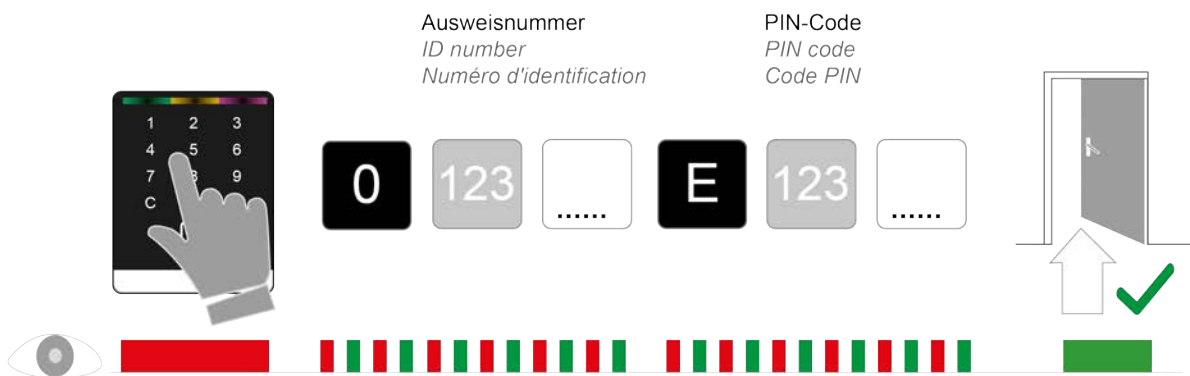 Ausweisnummer
ID number
Numéro d'identification
PIN-Code
PIN code
Code PIN
1 2 3
4 5 6
7 8 9
C
0 123 ...... E 123 ......